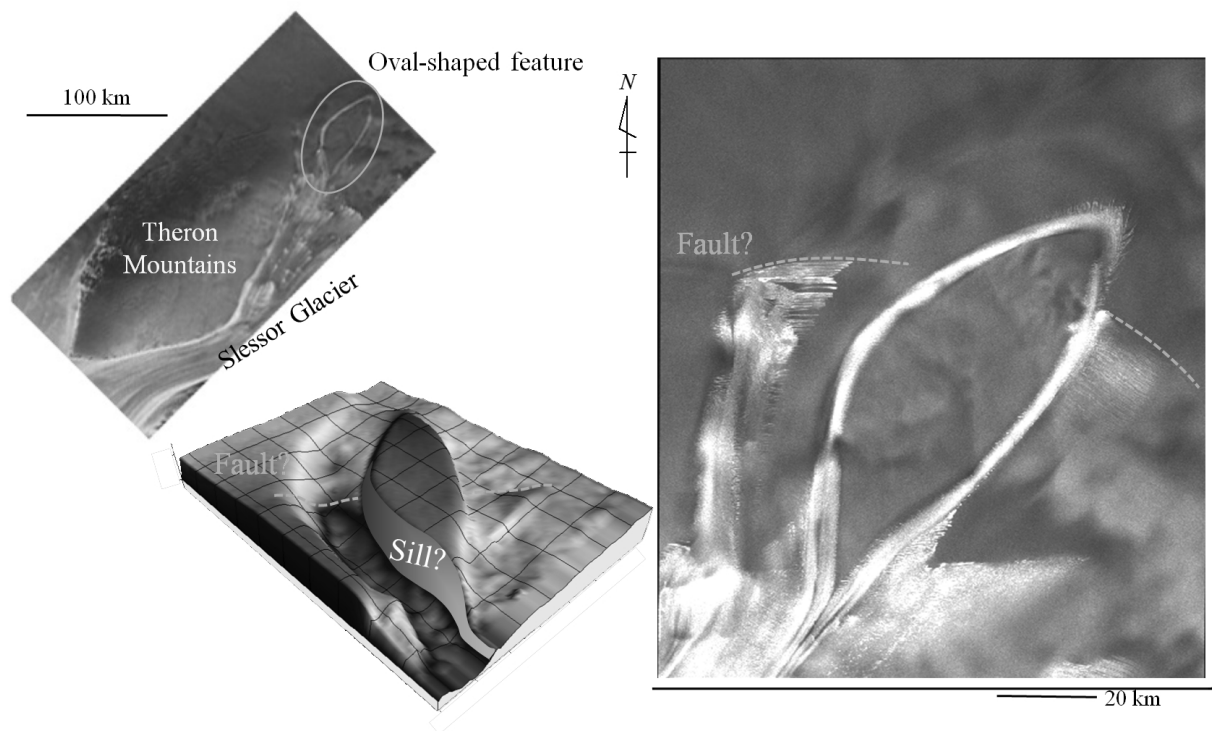 Oval-shaped feature
100 km
N
Theron
Mountains
Slessor Glacier
Fault?
Sill?
Fault?
20 km